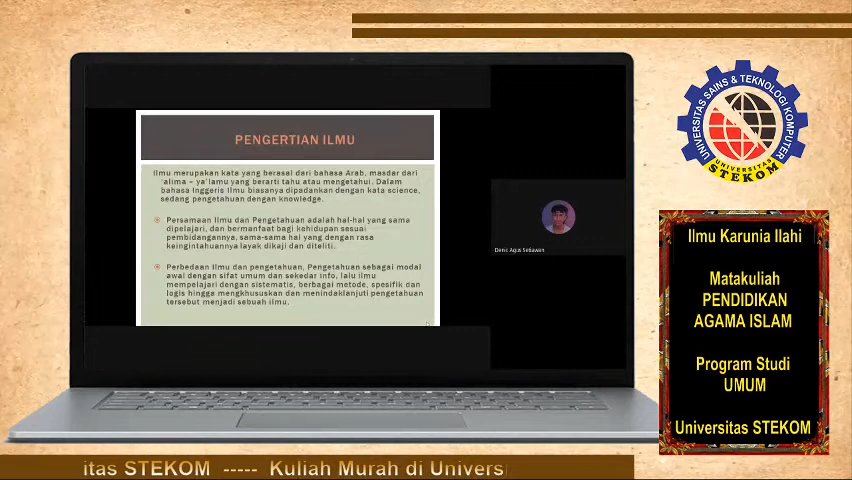 PENGERTIAN ILMU
Ilmu merupakan kata yang berasal dari bahasa Arab, masdar dari
'alima – ya'lamu yang berarti tahu atau mengetahui. Dalam
bahasa Inggeris Ilmu biasanya dipadankan dengan kata science,
sedang pengetahuan dengan knowledge.
Persamaan Ilmu dan Pengetahuan adalah hal-hal yang sama
dipelajari, dan bermanfaat bagi kehidupan sesuai
pembidangannya, sama-sama hal yang dengan rasa
keingintahuannya layak dikaji dan diteliti.
Perbedaan Ilmu dan pengetahuan, Pengetahuan sebagai modal
awal dengan sifat umum dan sekedar info, lalu ilmu
mempelajari dengan sistematis, berbagai metode, spesifik dan
logis hingga mengkhususkan dan menindaklanjuti pengetahuan
tersebut menjadi sebuah ilmu.
Denis Agus Setiawan
UNIVERSITAS SAINS & TEKNOLOGI KOMPUTER
UNIVERSITAS
STEKOM
Ilmu Karunia Ilahi
Matakuliah
PENDIDIKAN
AGAMA ISLAM
Program Studi
UMUM
Universitas STEKOM
itas STEKOM ----- Kuliah Murah di Univers